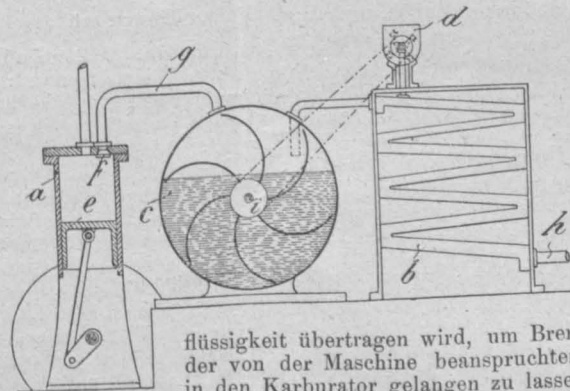 d
g
a
f
e
c
i
b
h
flüssigkeit übertragen wird, um Bren
der von der Maschine beanspruchten
in den Karburator gelangen zu lasse